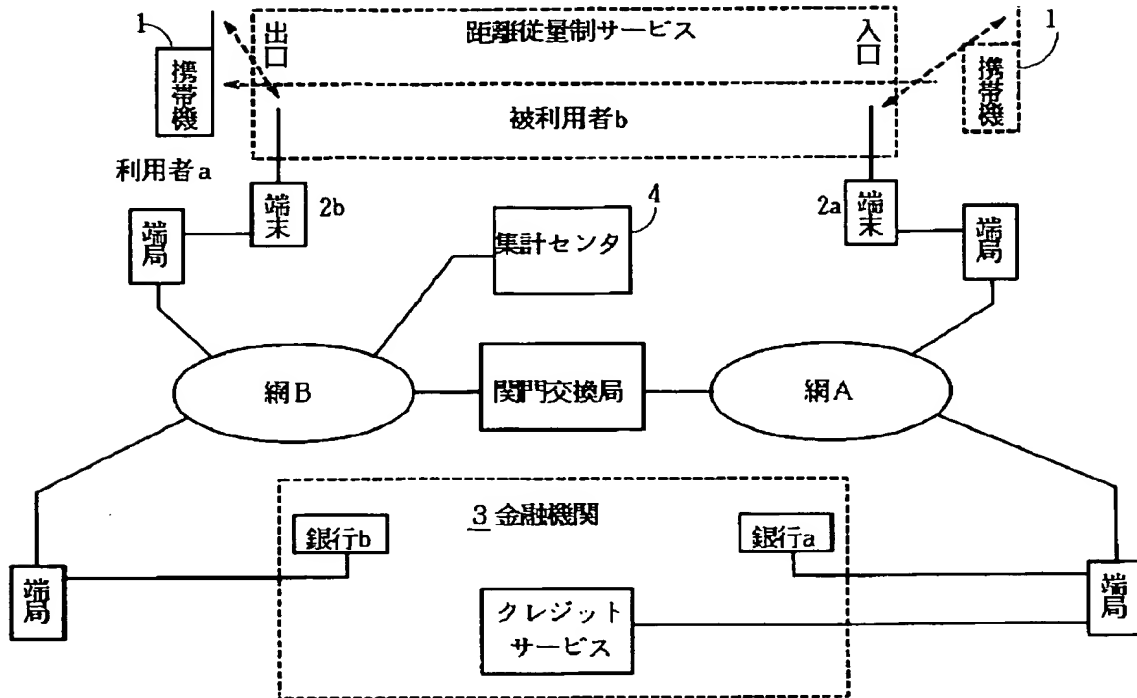 1
出口
距離従量制サービス
入口
1
携帯機
携帯機
被利用者b
利用者a
端局
端末
2b
集計センタ
4
2a
端末
端局
網B
関門交換局
網A
3 金融機関
銀行b
銀行a
端局
クレジット
サービス
端局